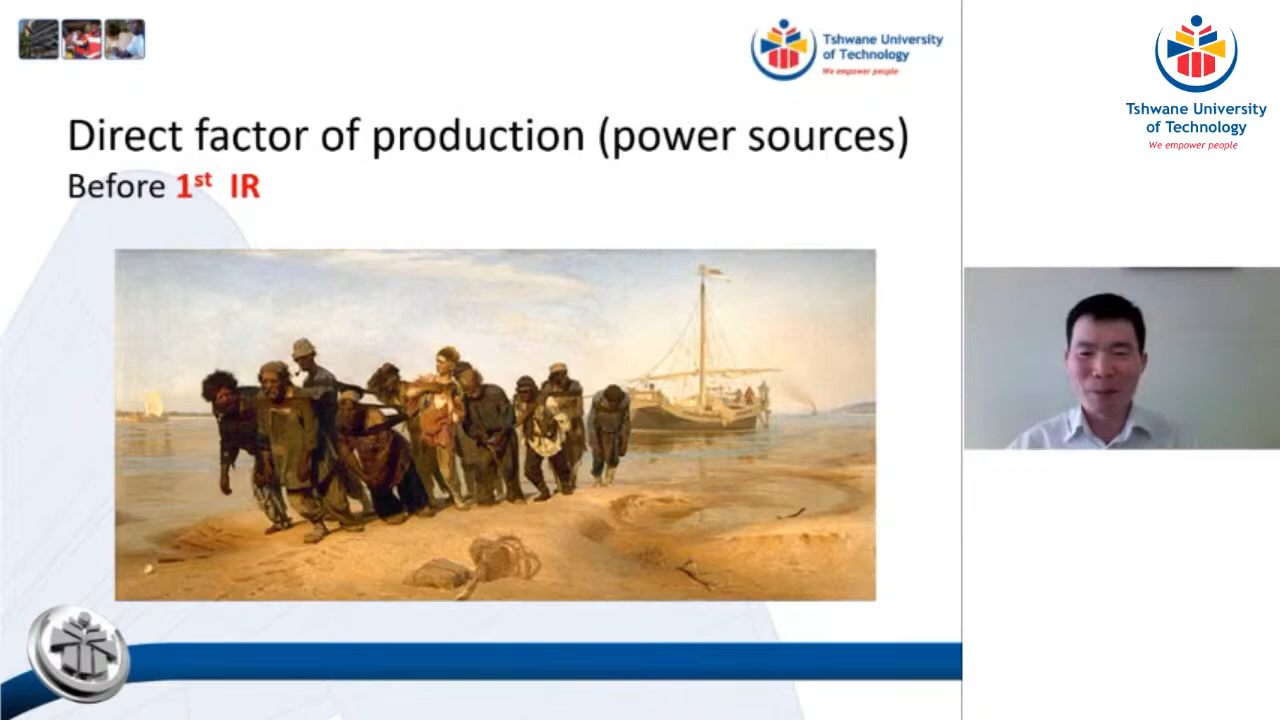 Tshwane University
of Technology
We empower people
Direct factor of production (power sources)
Before 1st IR
Tshwane University
of Technology
We empower people